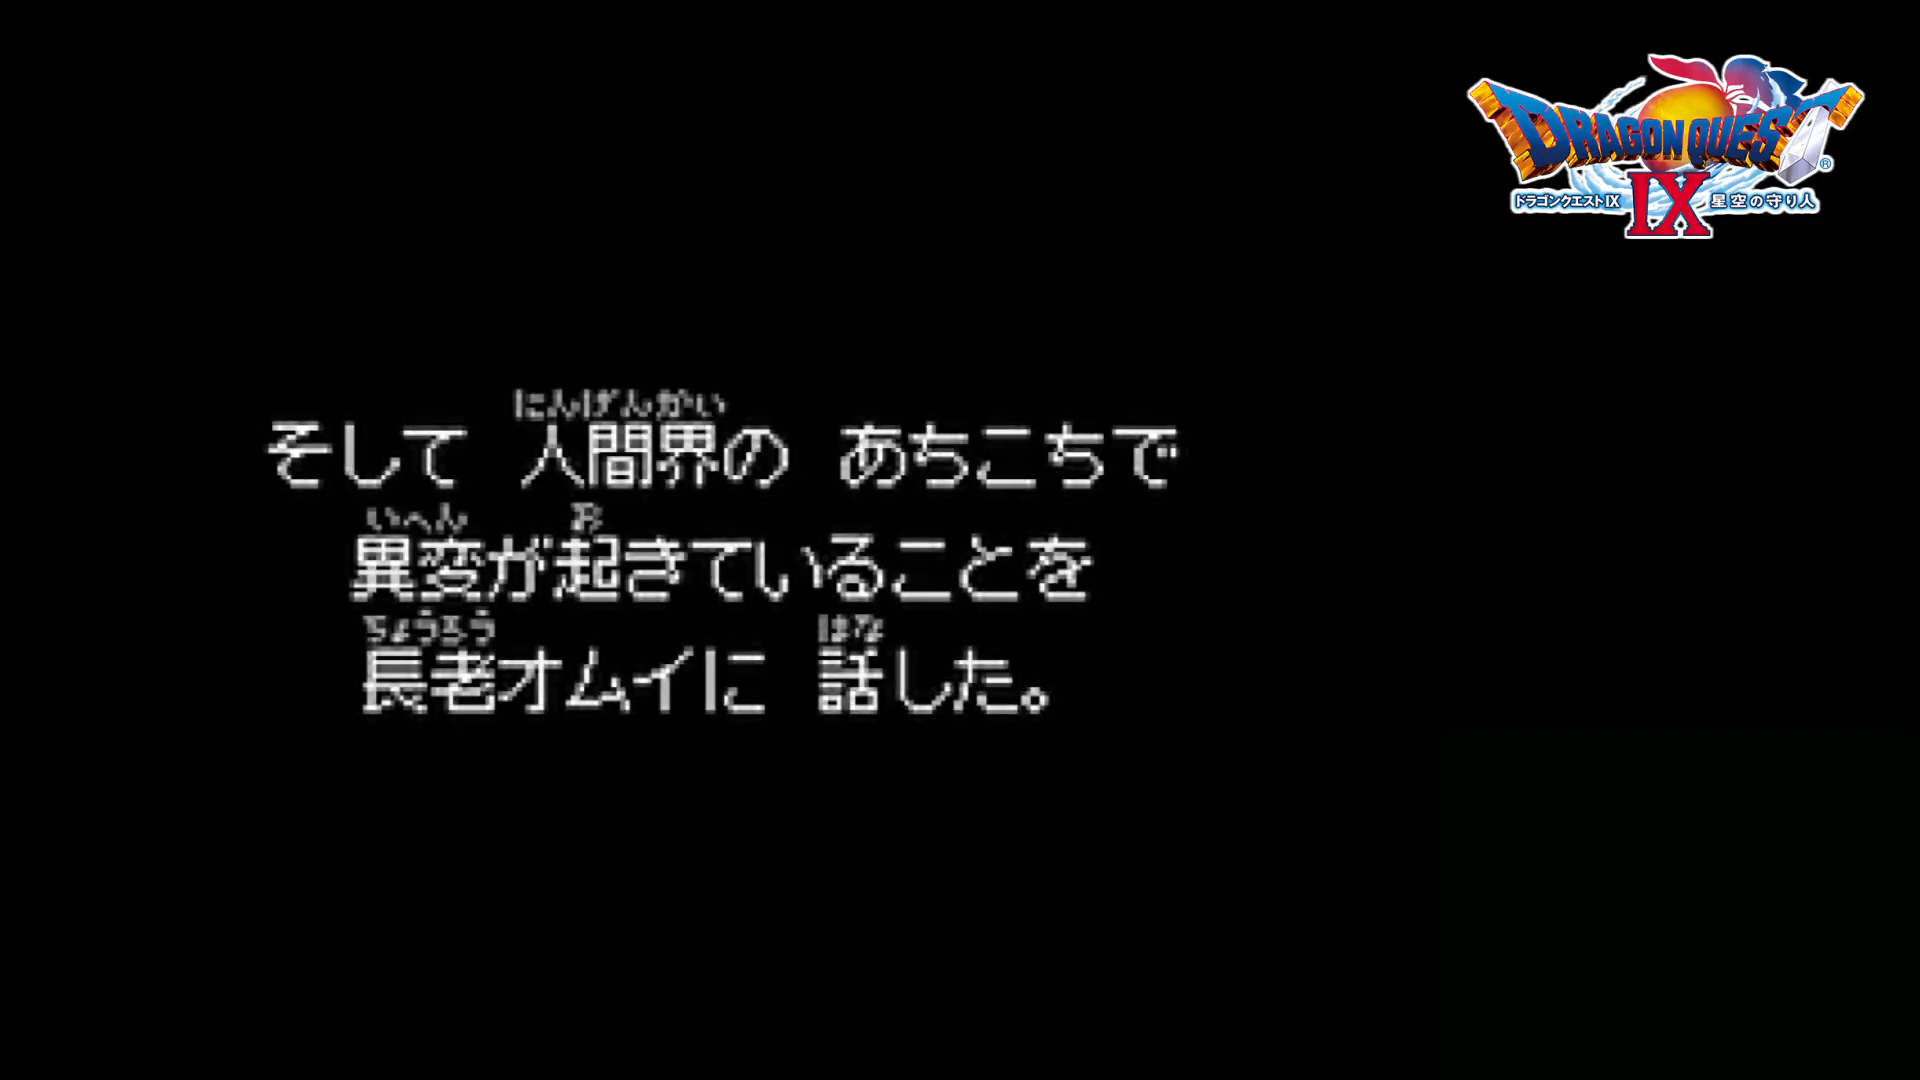 DRAGON QUEST®
IX
ドラゴンクエストIX 星空の守り人
にんげんかい
そして 人間界の あちこちで
いへん お
異変が起きていることを
ちょうろう はな
長老オムイに 話した。